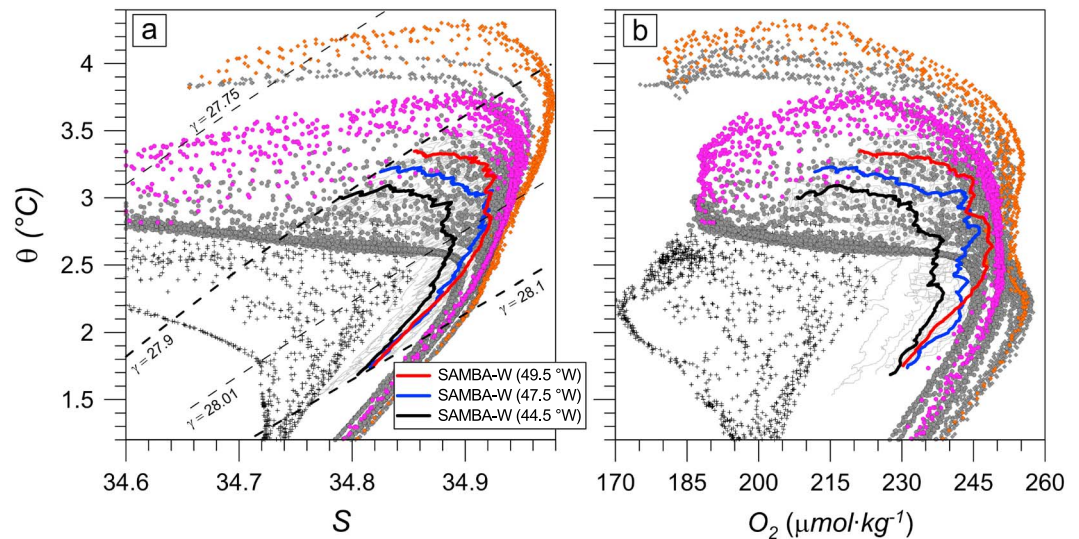 a
b
θ (°C)
4
3.5
3
2.5
2
1.5
γ = 27.75
γ = 27.9
γ = 28.01
γ = 28.1
SAMBA-W (49.5 °W)
SAMBA-W (47.5 °W)
SAMBA-W (44.5 °W)
34.6 34.7 34.8 34.9
170 185 200 215 230 245 260
S
O₂ (μmol·kg⁻¹)